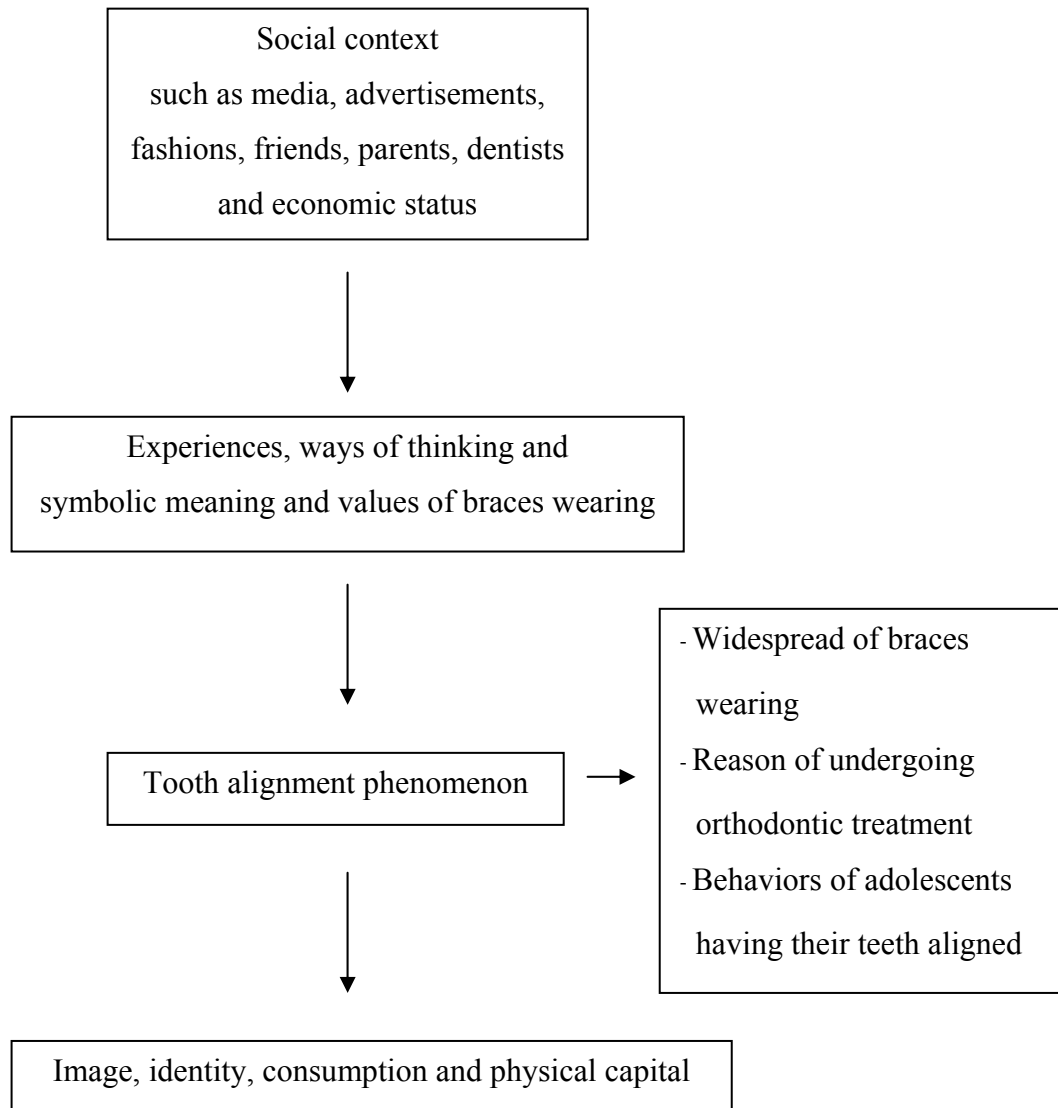 Social context
such as media, advertisements,
fashions, friends, parents, dentists
and economic status
Experiences, ways of thinking and
symbolic meaning and values of braces wearing
Tooth alignment phenomenon
- Widespread of braces
wearing
- Reason of undergoing
orthodontic treatment
- Behaviors of adolescents
having their teeth aligned
Image, identity, consumption and physical capital